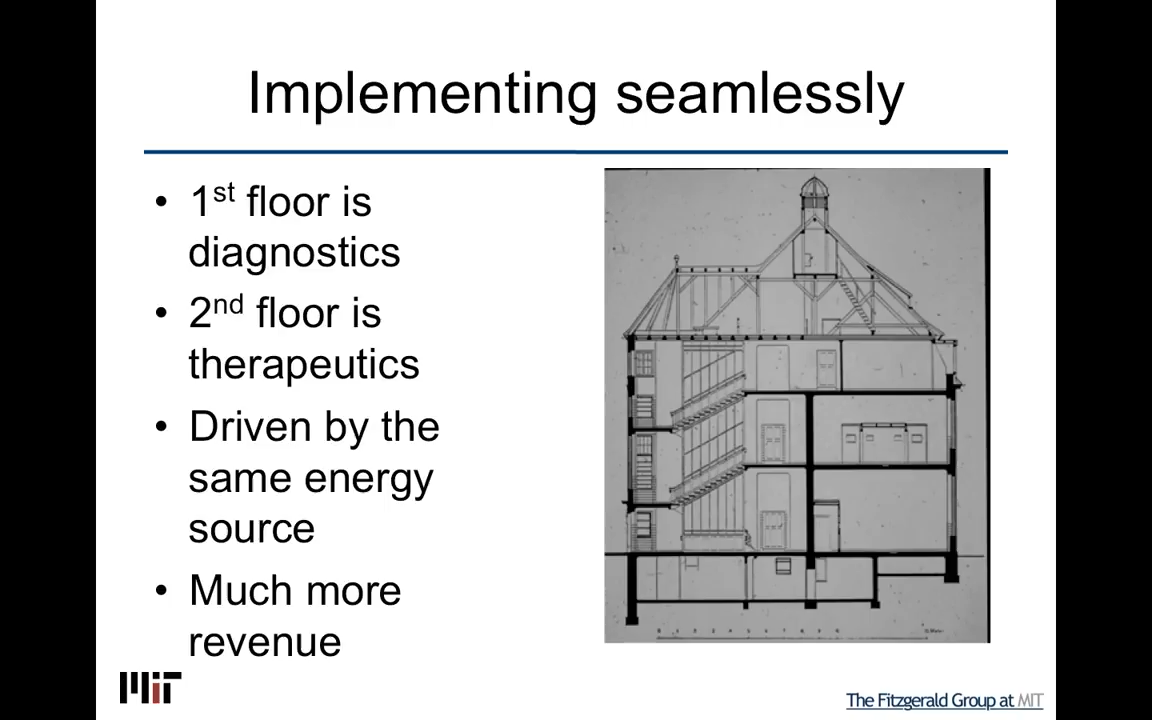 Implementing seamlessly
• 1st floor is
diagnostics
• 2nd floor is
therapeutics
• Driven by the
same energy
source
• Much more
revenue
MIT
The Fitzgerald Group at MIT